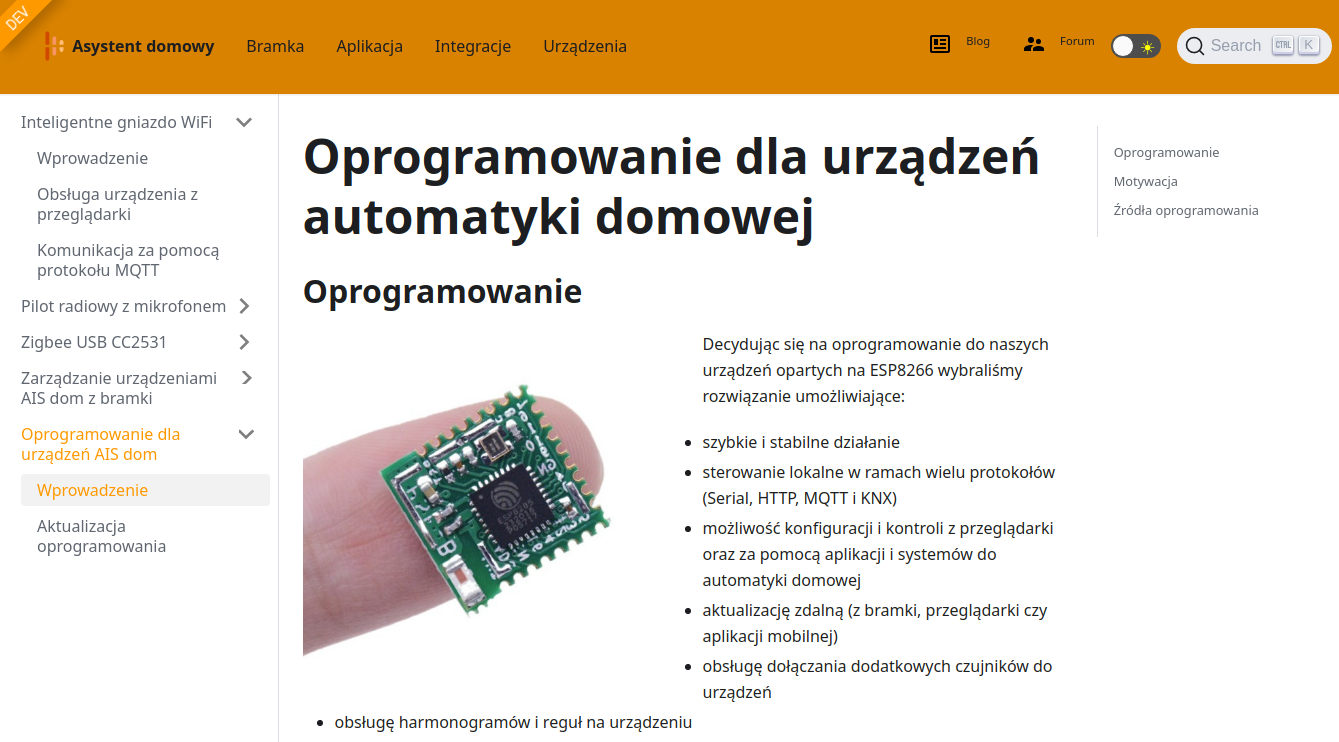 DEV
Asystent domowy Bramka Aplikacja Integracje Urządzenia Blog Forum Search CTRL K
Inteligentne gniazdo WiFi
Wprowadzenie
Obsługa urządzenia z
przeglądarki
Komunikacja za pomocą
protokołu MQTT
Pilot radiowy z mikrofonem
Zigbee USB CC2531
Zarządzanie urządzeniami
AIS dom z bramki
Oprogramowanie dla
urządzeń AIS dom
Wprowadzenie
Aktualizacja
oprogramowania
Oprogramowanie dla urządzeń
automatyki domowej
Oprogramowanie
Decydując się na oprogramowanie do naszych
urządzeń opartych na ESP8266 wybraliśmy
rozwiązanie umożliwiające:
szybkie i stabilne działanie
sterowanie lokalne w ramach wielu protokołów
(Serial, HTTP, MQTT i KNX)
możliwość konfiguracji i kontroli z przeglądarki
oraz za pomocą aplikacji i systemów do
automatyki domowej
aktualizację zdalną (z bramki, przeglądarki czy
aplikacji mobilnej)
obsługę dołączania dodatkowych czujników do
urządzeń
obsługę harmonogramów i reguł na urządzeniu
Oprogramowanie
Motywacja
Źródła oprogramowania